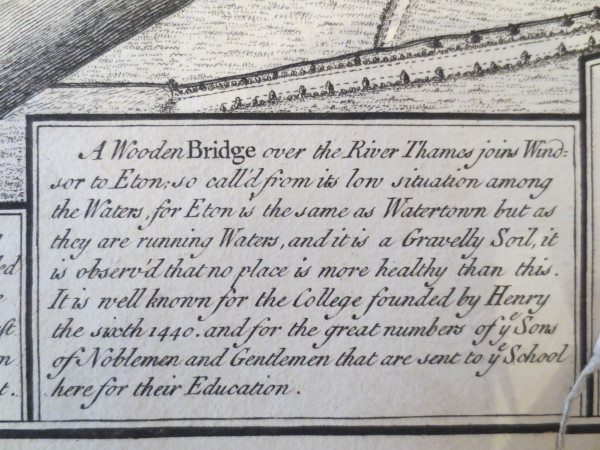 A Wooden Bridge over the River Thames joins Wind=
sor to Eton; so call'd from its low situation among
the Waters, for Eton is the same as Watertown but as
they are running Waters, and it is a Gravelly Soil, it
is observ'd that no place is more healthy than this.
It is well known for the College founded by Henry
the sixth 1440. and for the great numbers of yᵉ Sons
of Noblemen and Gentlemen that are sent to yᵉ School
here for their Education.